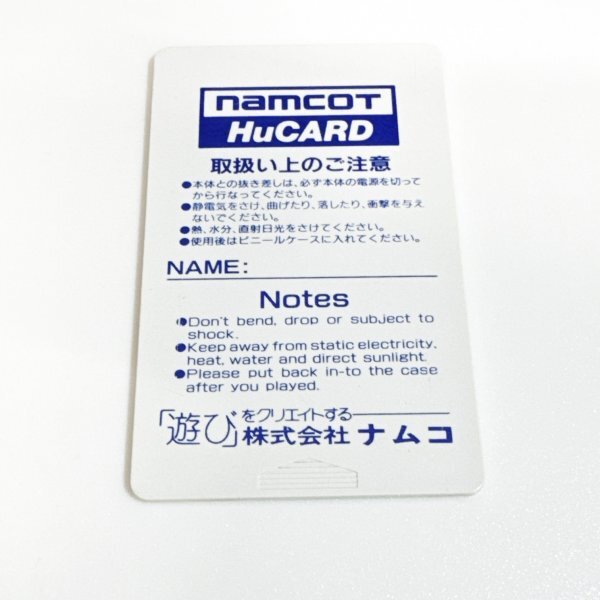 namcoT
HuCARD
取扱い上のご注意
●本体との抜き差しは、必ず本体の電源を切って
から行なってください。
●静電気をさけ、曲げたり、落したり、衝撃を与え
ないでください。
●熱、水分、直射日光をさけてください。
●使用後はビニールケースに入れてください。
NAME:
Notes
●Don't bend, drop or subject to
shock.
●Keep away from static electricity,
heat, water and direct sunlight.
●Please put back in-to the case
after you played.
「遊び」をクリエイトする
株式会社 ナムコ